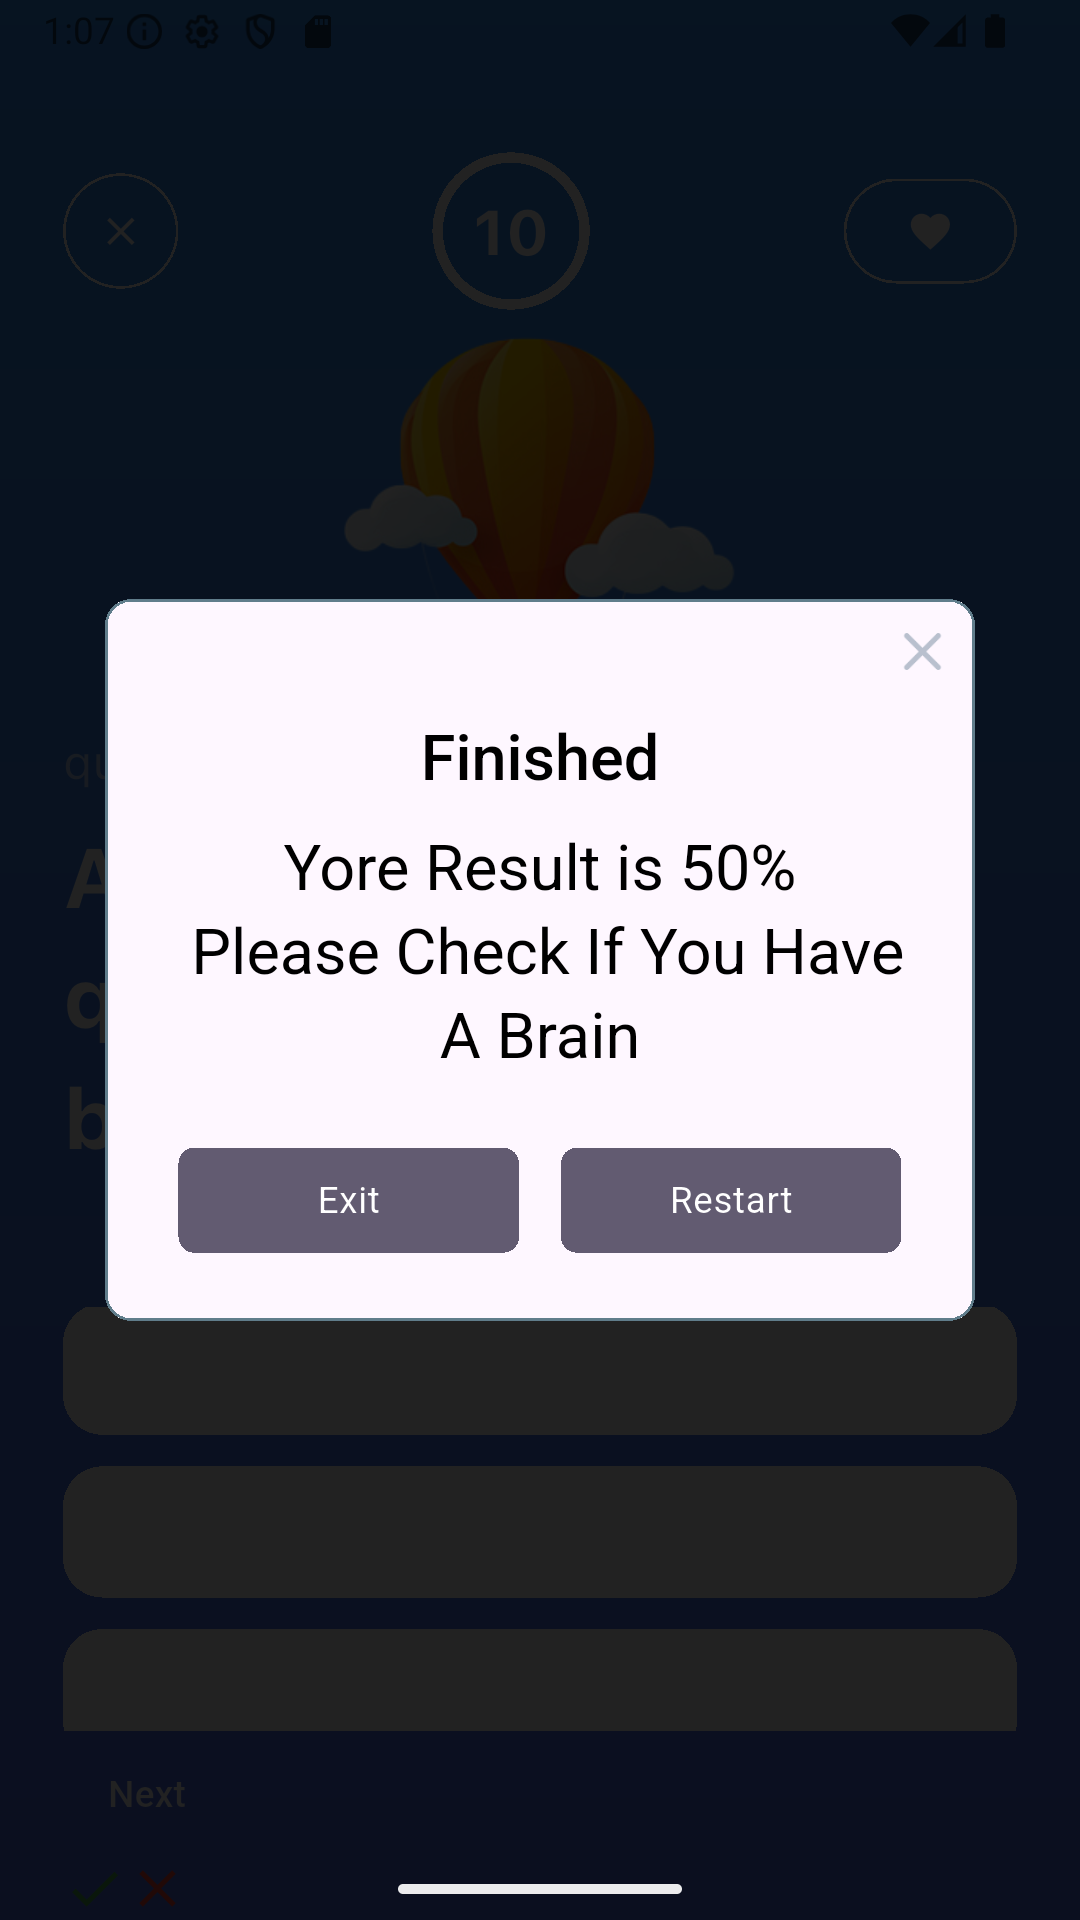 1:07
10
qu
Finished
Yore Result is 50%
Please Check If You Have
A Brain
A
q
b
Exit
Restart
Next